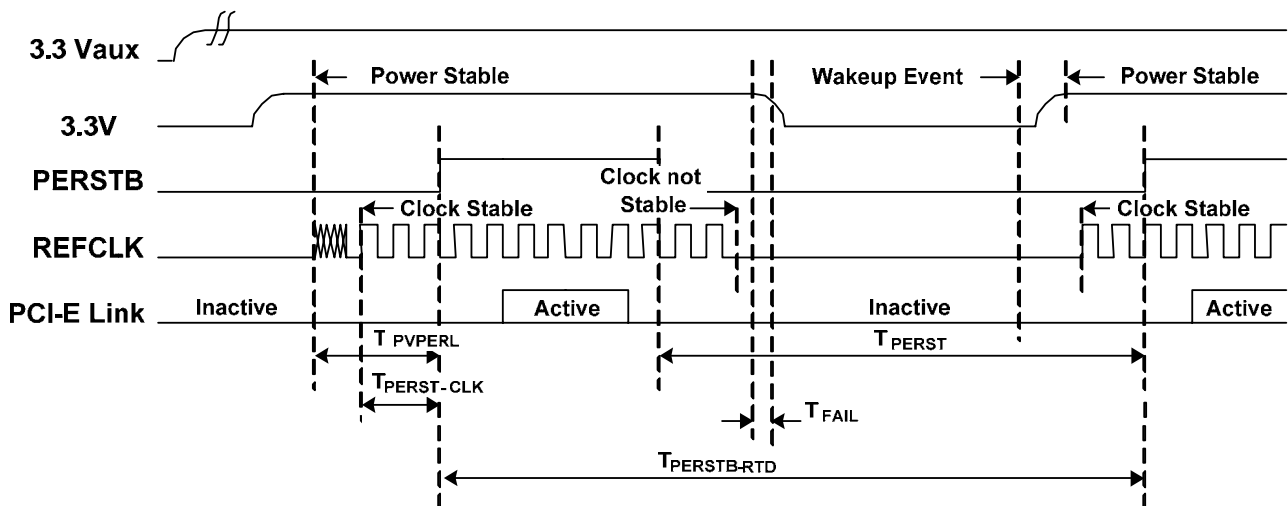 3.3 Vaux
Power Stable
Wakeup Event
Power Stable
3.3V
PERSTB
Clock not
Stable
Clock Stable
Clock Stable
REFCLK
PCI-E Link
Inactive
Active
Inactive
Active
T PVPERL
TPERST
TPERST-CLK
TFAIL
TPERSTB-RTD